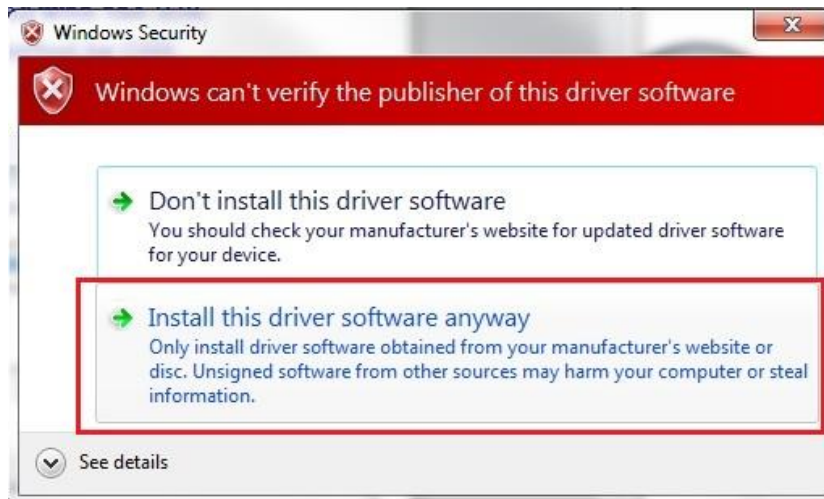 Windows Security
Windows can't verify the publisher of this driver software
Don't install this driver software
You should check your manufacturer's website for updated driver software
for your device.
Install this driver software anyway
Only install driver software obtained from your manufacturer's website or
disc. Unsigned software from other sources may harm your computer or steal
information.
See details